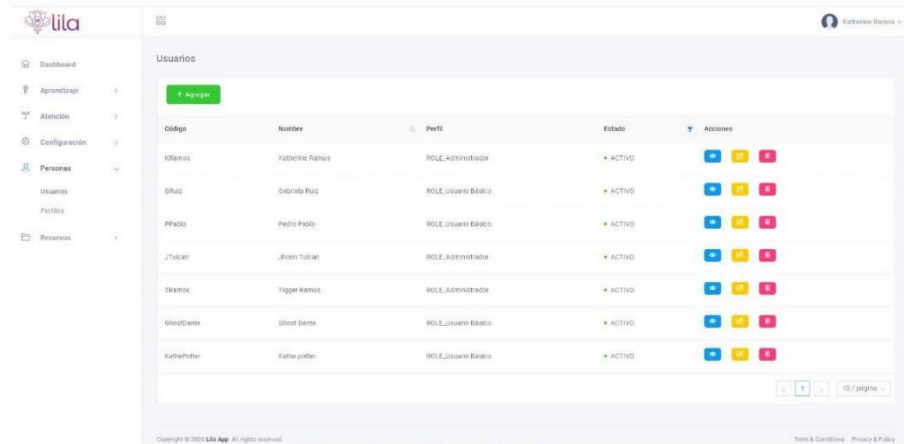 lila
Katherine Ramos
Dashboard
Aprendizaje
Atención
Configuración
Personas
Usuarios
Perfiles
Recursos
Usuarios
+ Agregar
Código Nombre Perfil Estado Acciones
KRamos Katherine Ramos ROLE_Administrador ACTIVO
GRuiz Gabriela Ruiz ROLE_Usuario Básico ACTIVO
PPablo Pedro Pablo ROLE_Usuario Básico ACTIVO
JTulcan Jhonn Tulcan ROLE_Administrador ACTIVO
TRamos Tigger Ramos ROLE_Administrador ACTIVO
GhostDante Ghost Dante ROLE_Usuario Básico ACTIVO
KathePotter Kathe potter ROLE_Usuario Básico ACTIVO
< 1 > 10 / página
Copyright © 2022 Lila App. All rights reserved. Term & Conditions Privacy & Policy